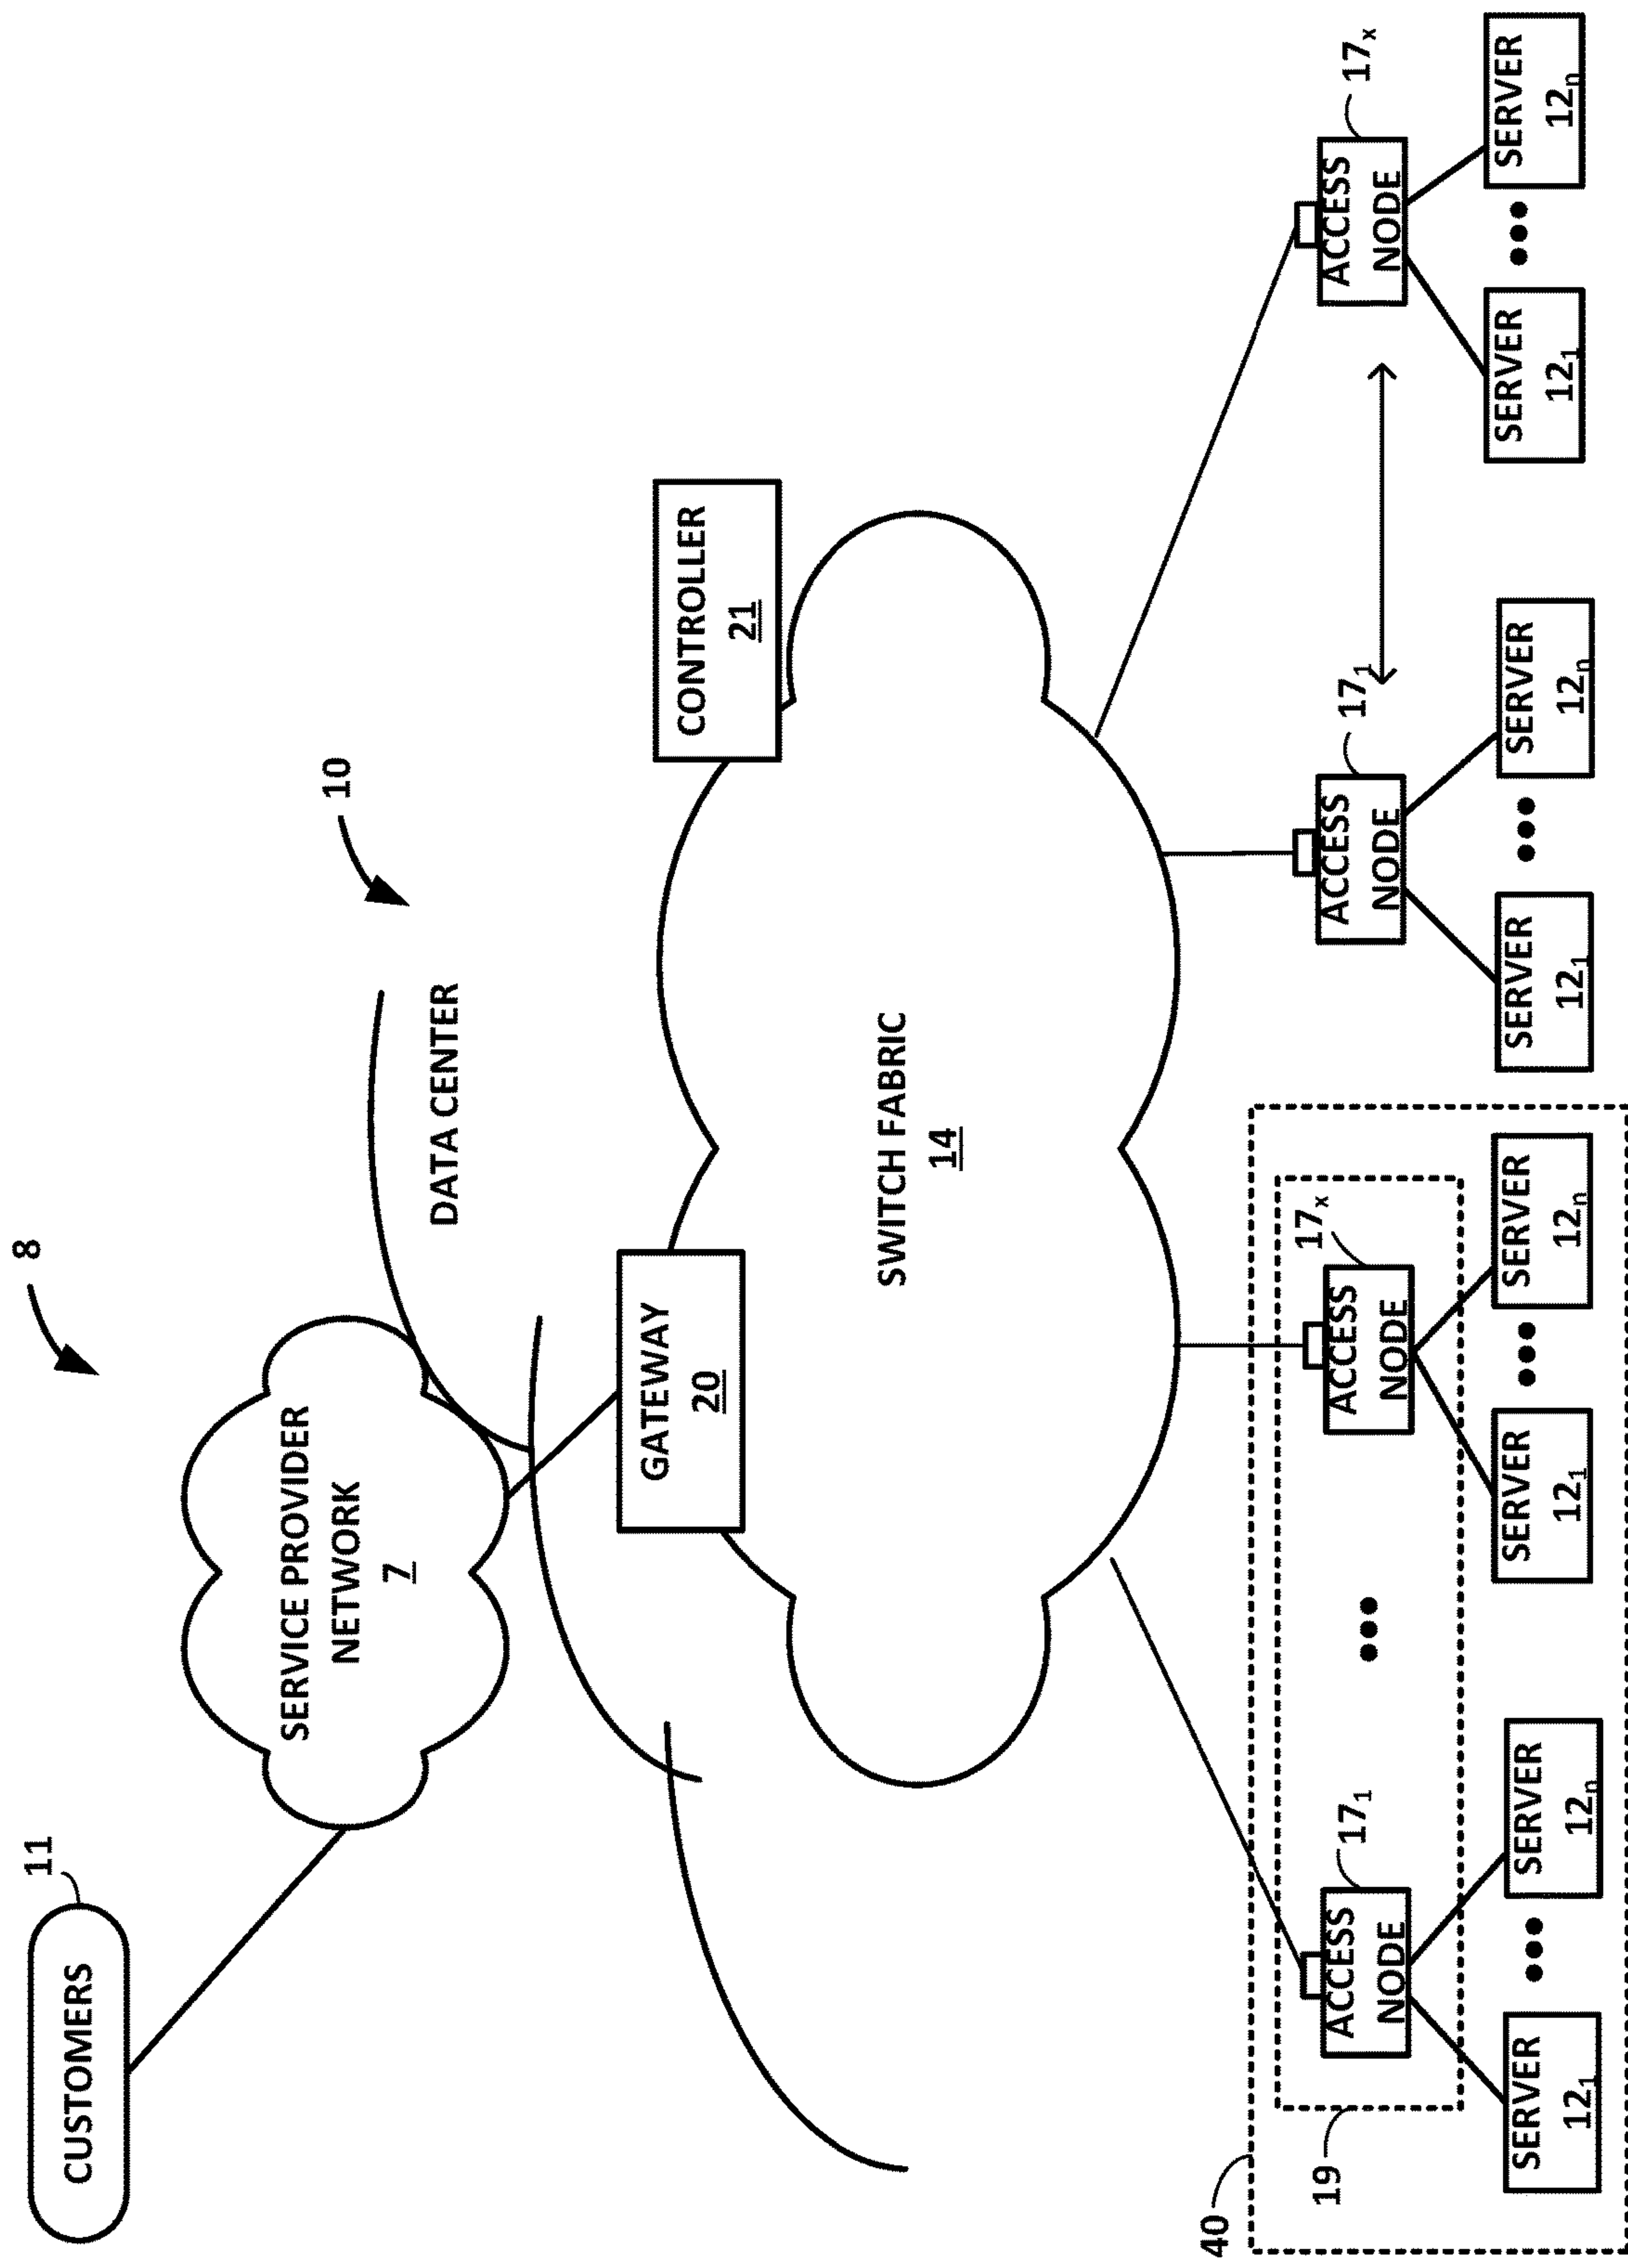 8
CUSTOMERS
11
SERVICE PROVIDER
NETWORK
7
10
DATA CENTER
GATEWAY
20
CONTROLLER
21
SWITCH FABRIC
14
40
19
ACCESS
NODE
17₁
ACCESS
NODE
17ₓ
ACCESS
NODE
17₁
ACCESS
NODE
17ₓ
SERVER
12₁
SERVER
12ₙ
SERVER
12₁
SERVER
12ₙ
SERVER
12₁
SERVER
12ₙ
SERVER
12₁
SERVER
12ₙ